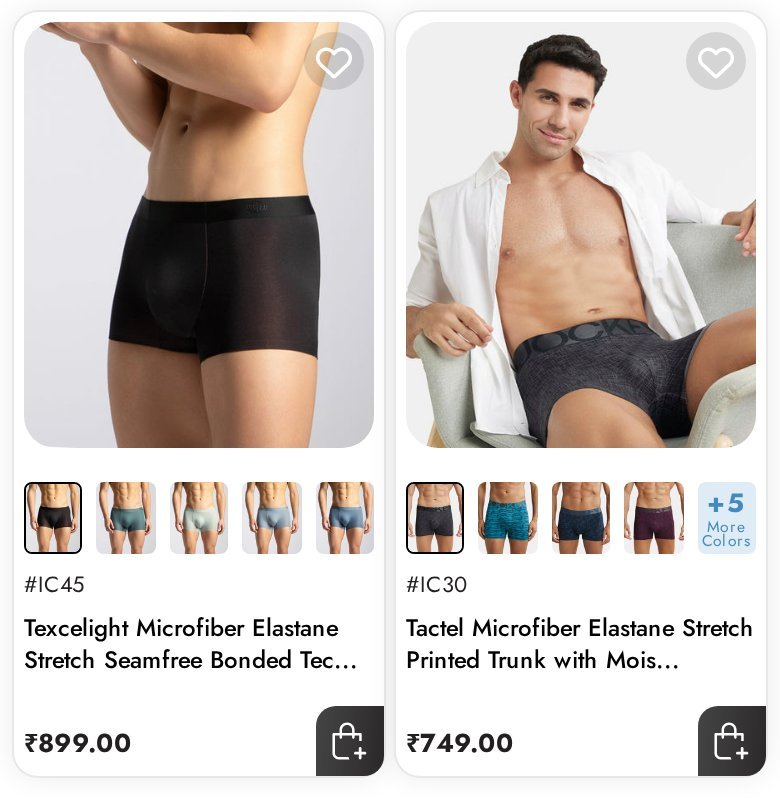 JOCKE
+5
More
Colors
#IC45
#IC30
Texcelight Microfiber Elastane
Stretch Seamfree Bonded Tec...
Tactel Microfiber Elastane Stretch
Printed Trunk with Mois...
₹899.00
₹749.00